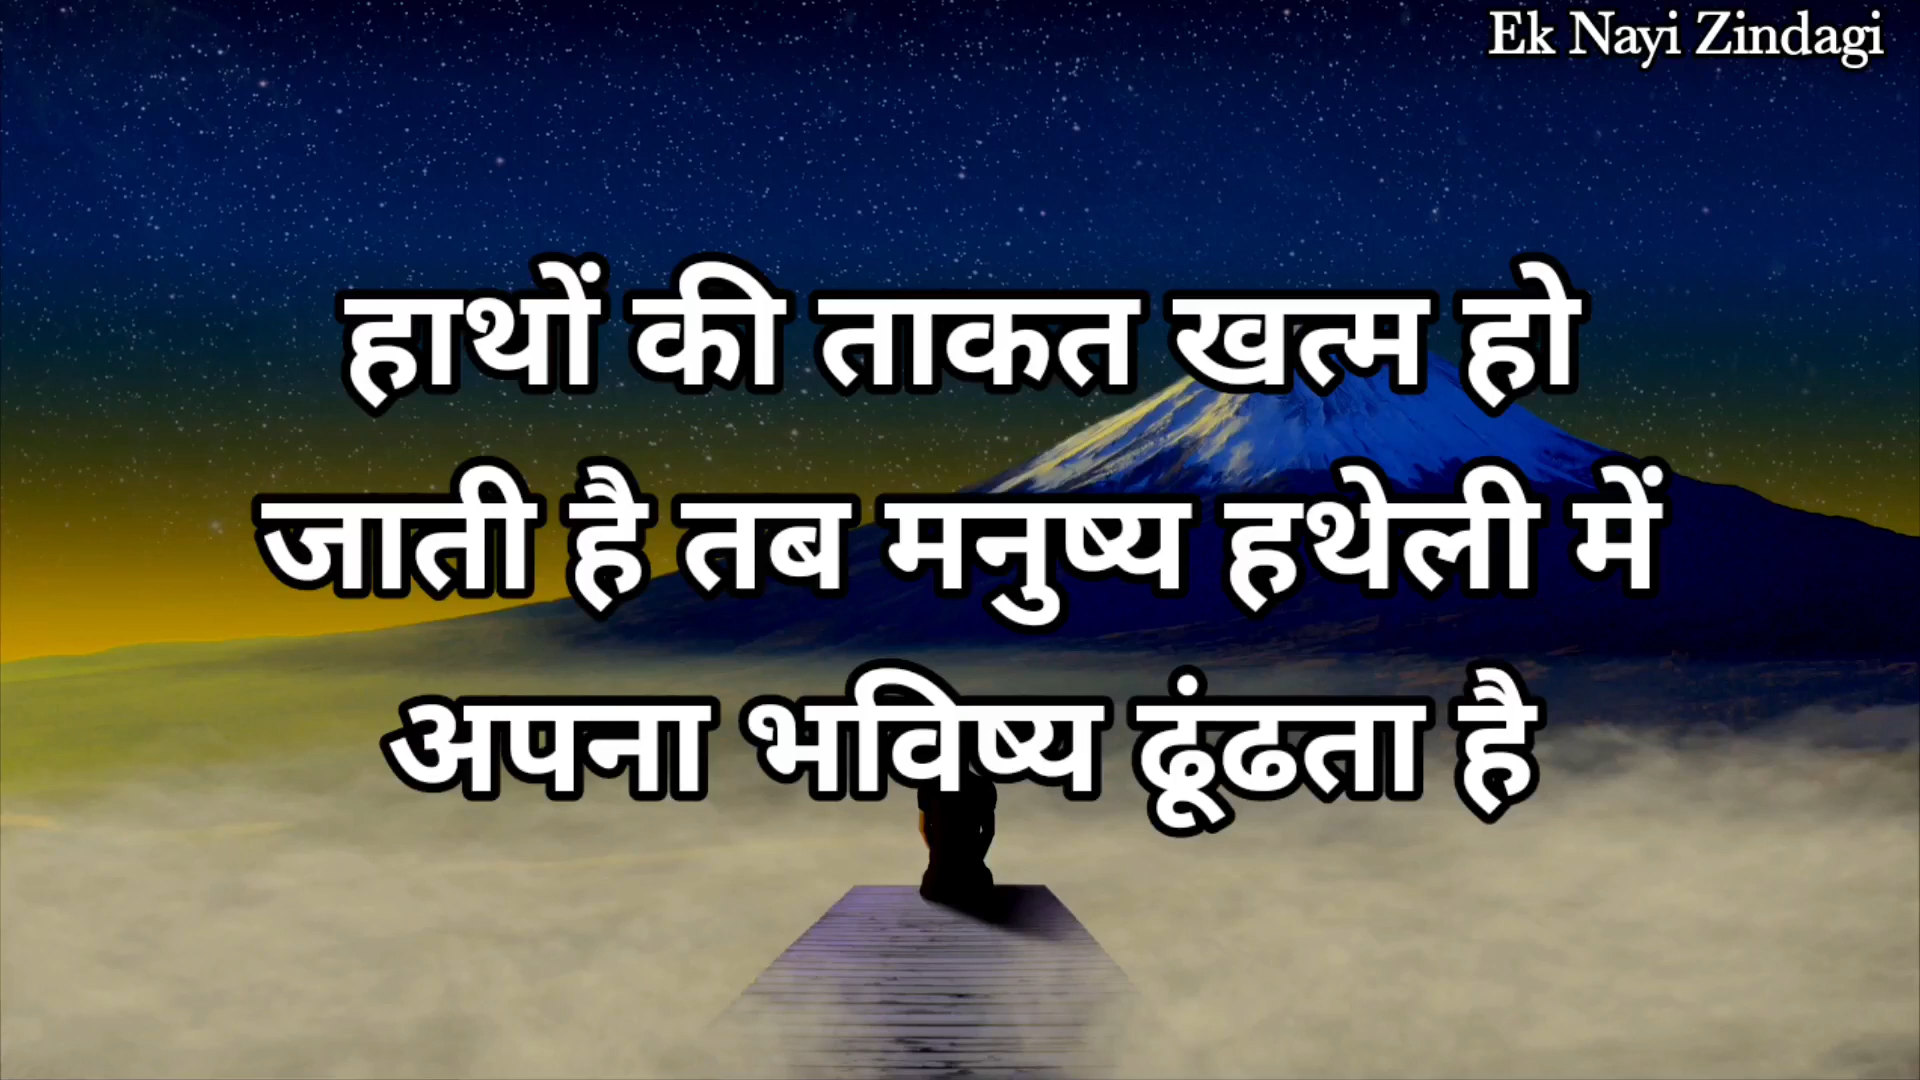 Ek Nayi Zindagi
हाथों की ताकत खत्म हो
जाती है तब मनुष्य हथेली में
अपना भविष्य ढूंढता है